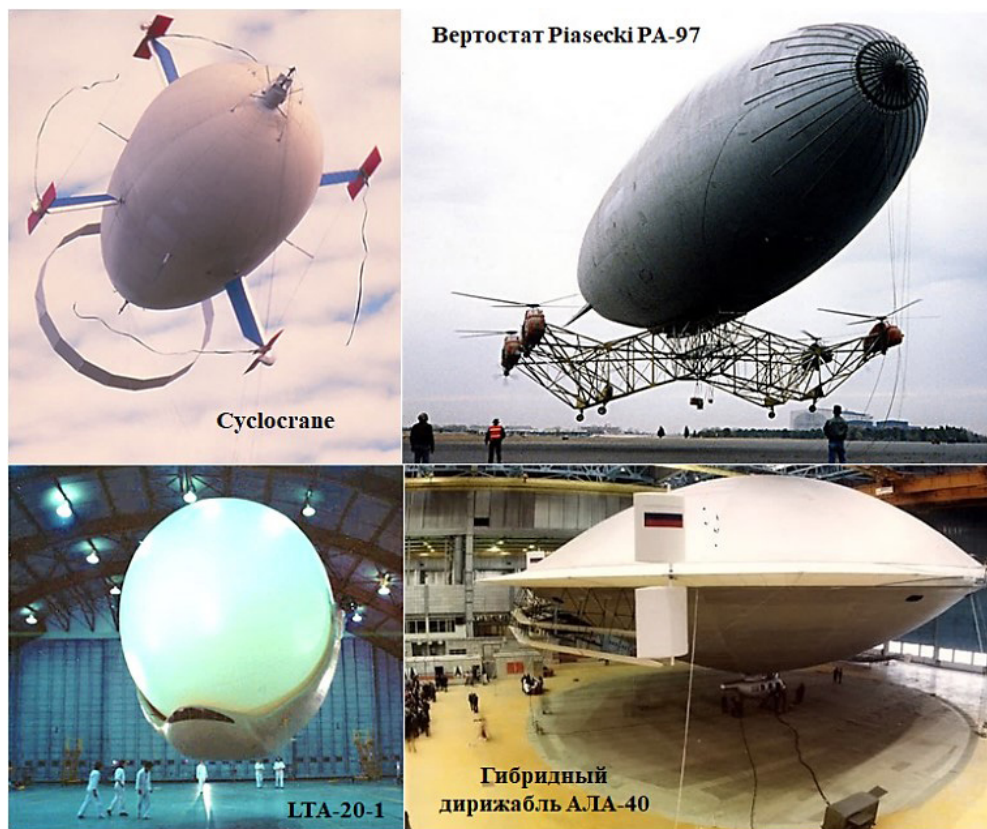 Вертостат Piasecki PA-97
Cyclocrane
LTA-20-1
Гибридный
дирижабль АЛА-40